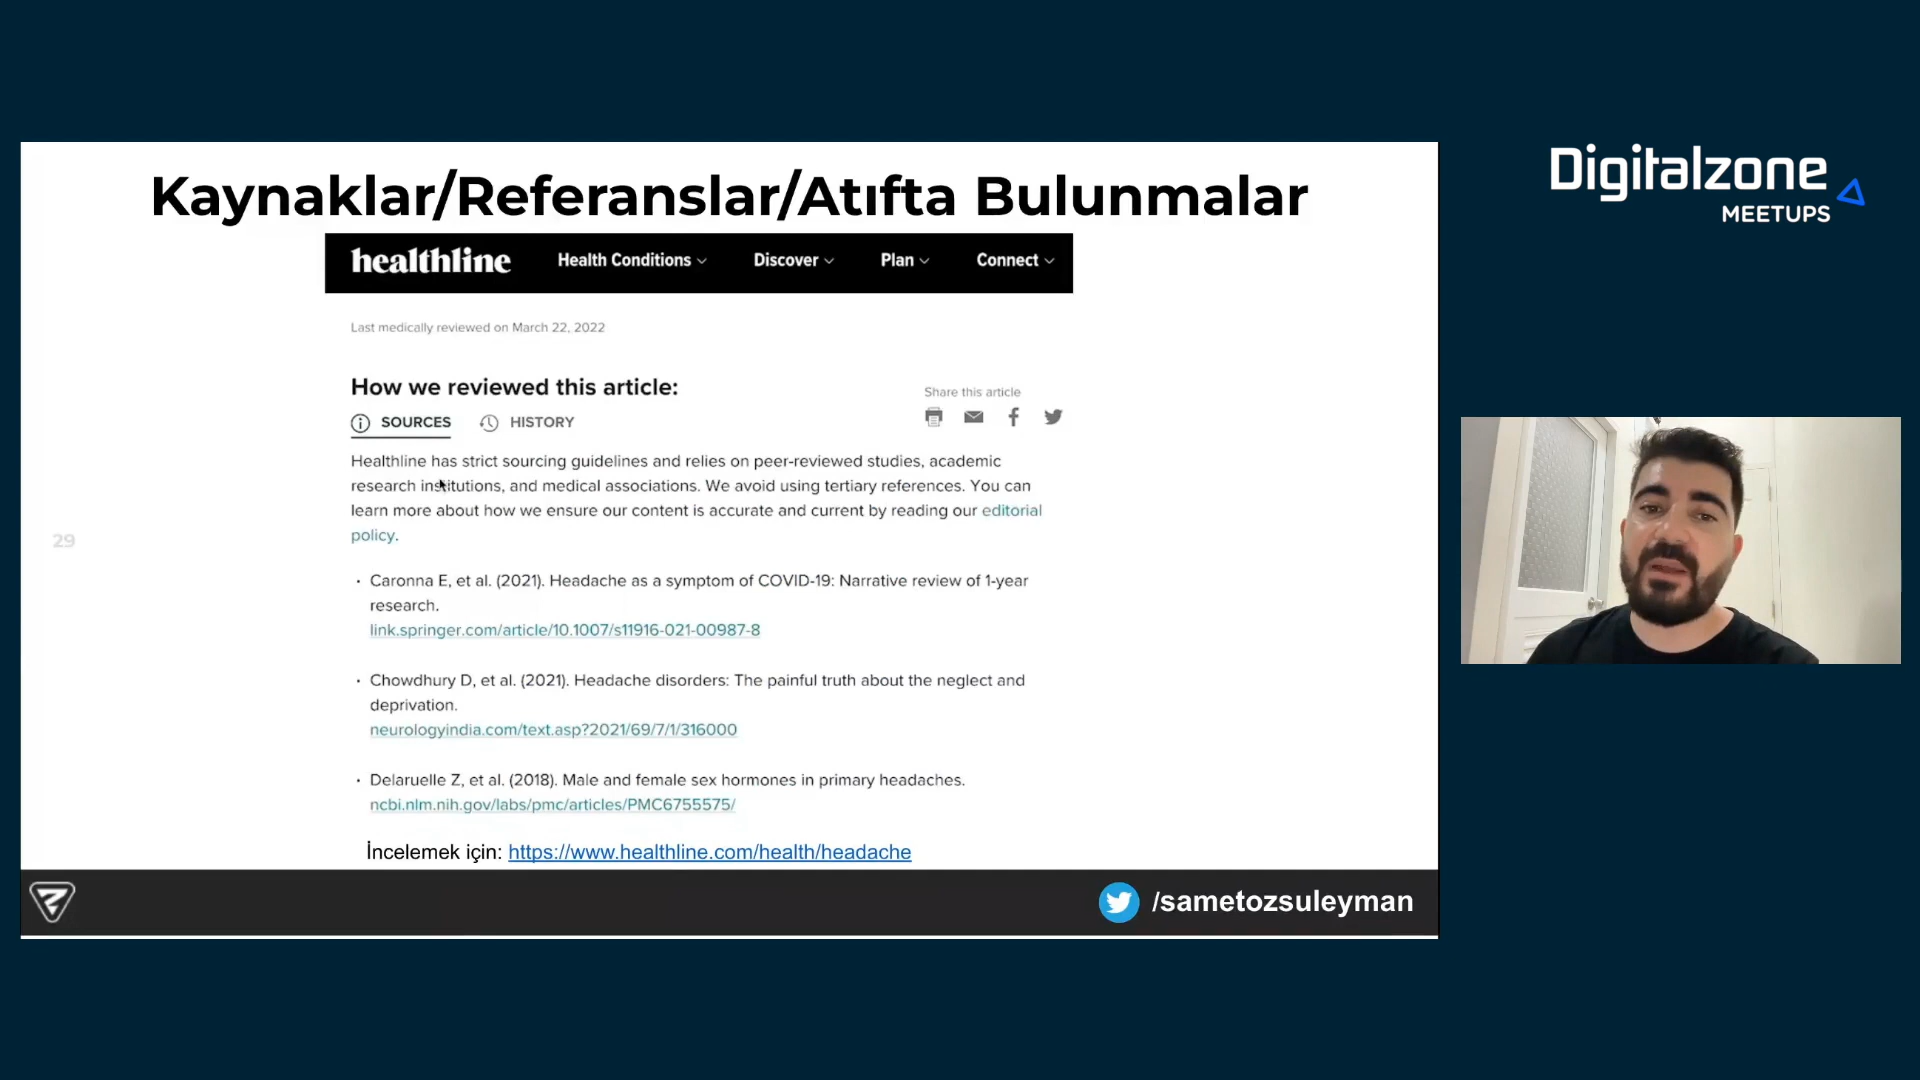 Kaynaklar/Referanslar/Atıfta Bulunmalar
healthline
Health Conditions
Discover
Plan
Connect
Last medically reviewed on March 22, 2022
How we reviewed this article:
Share this article
SOURCES
HISTORY
Healthline has strict sourcing guidelines and relies on peer-reviewed studies, academic
research institutions, and medical associations. We avoid using tertiary references. You can
learn more about how we ensure our content is accurate and current by reading our editorial
policy.
• Caronna E, et al. (2021). Headache as a symptom of COVID-19: Narrative review of 1-year
research.
link.springer.com/article/10.1007/s11916-021-00987-8
• Chowdhury D, et al. (2021). Headache disorders: The painful truth about the neglect and
deprivation.
neurologyindia.com/text.asp?2021/69/7/1/316000
• Delaruelle Z, et al. (2018). Male and female sex hormones in primary headaches.
ncbi.nlm.nih.gov/labs/pmc/articles/PMC6755575/
İncelemek için: https://www.healthline.com/health/headache
29
/sametozsuleyman
Digitalzone
MEETUPS